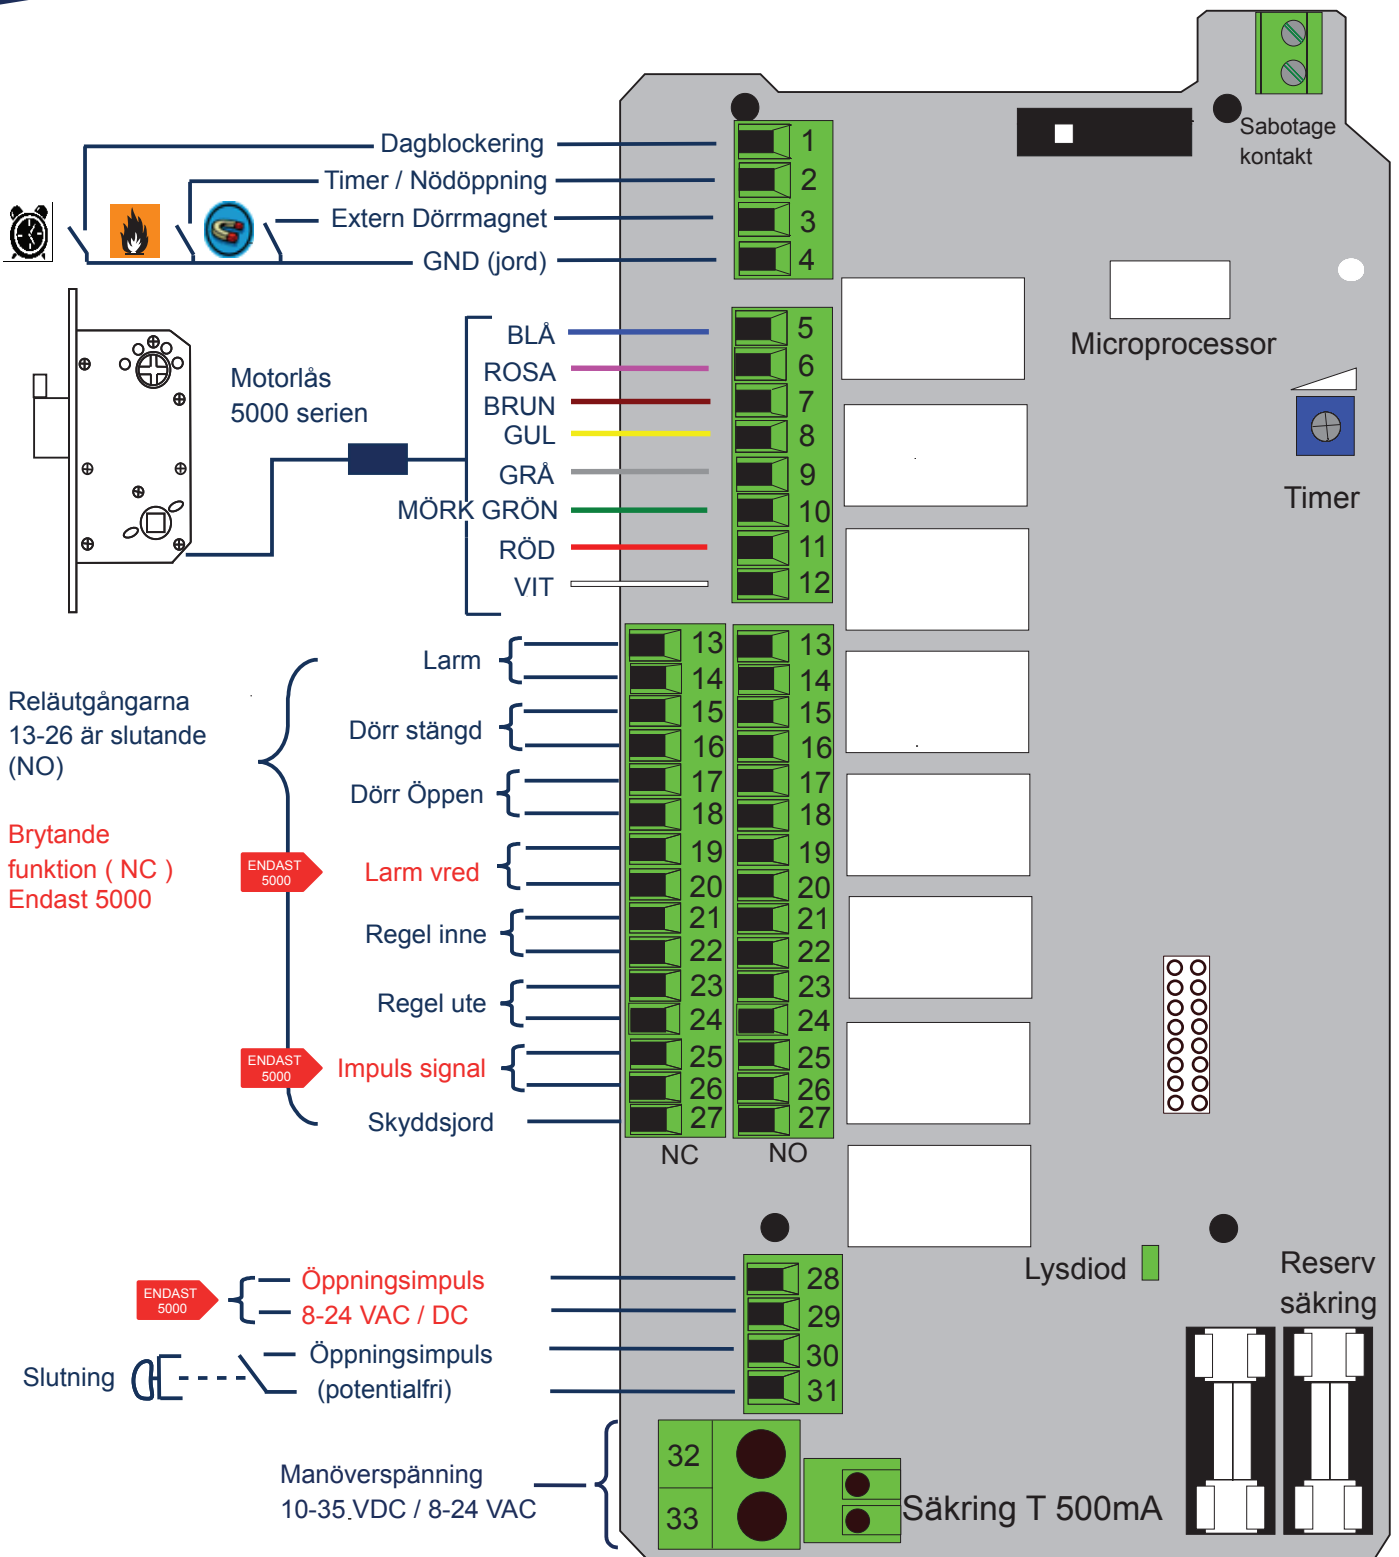 Sabotage
kontakt
Dagblockering
1
Timer / Nödöppning
2
Extern Dörrmagnet
3
GND (jord)
4
Microprocessor
Timer
Motorlås
5000 serien
BLÅ
5
ROSA
6
BRUN
7
GUL
8
GRÅ
9
MÖRK GRÖN
10
RÖD
11
VIT
12
Reläutgångarna
13-26 är slutande
(NO)
Brytande
funktion ( NC )
Endast 5000
Larm
13 13
14 14
Dörr stängd
15 15
16 16
Dörr Öppen
17 17
18 18
ENDAST
5000
Larm vred
19 19
20 20
Regel inne
21 21
22 22
Regel ute
23 23
24 24
ENDAST
5000
Impuls signal
25 25
26 26
Skyddsjord
27 27
NC NO
ENDAST
5000
Öppningsimpuls
28
8-24 VAC / DC
29
Slutning
Öppningsimpuls
30
(potentialfri)
31
Lysdiod
Reserv
säkring
Manöverspänning
10-35 VDC / 8-24 VAC
32
33
Säkring T 500mA